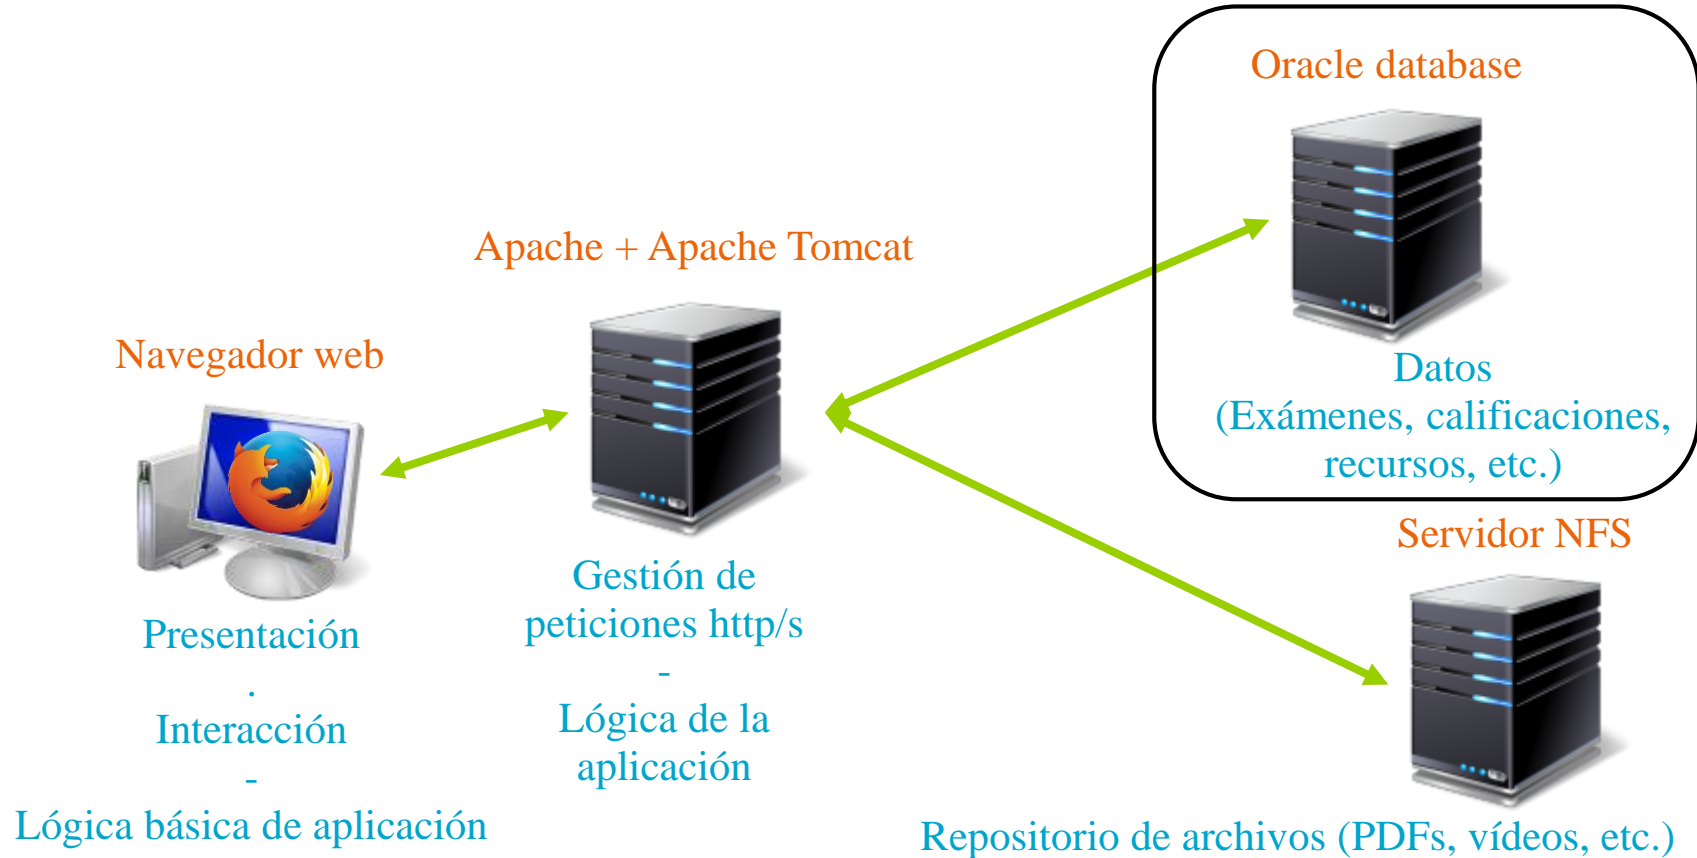 Oracle database
Datos
(Exámenes, calificaciones,
recursos, etc.)
Apache + Apache Tomcat
Gestión de
peticiones http/s
-
Lógica de la
aplicación
Navegador web
Presentación
.
Interacción
-
Lógica básica de aplicación
Servidor NFS
Repositorio de archivos (PDFs, vídeos, etc.)